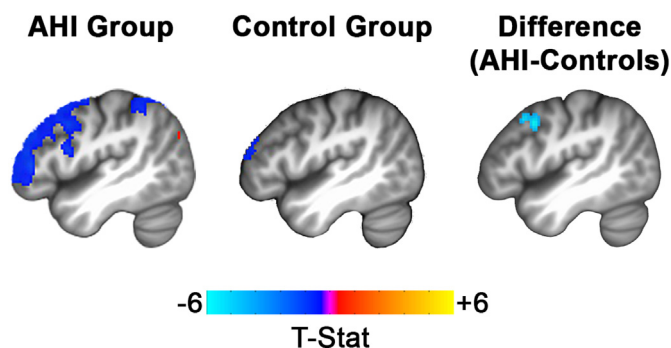 AHI Group
Control Group
Difference
(AHI-Controls)
-6
+6
T-Stat